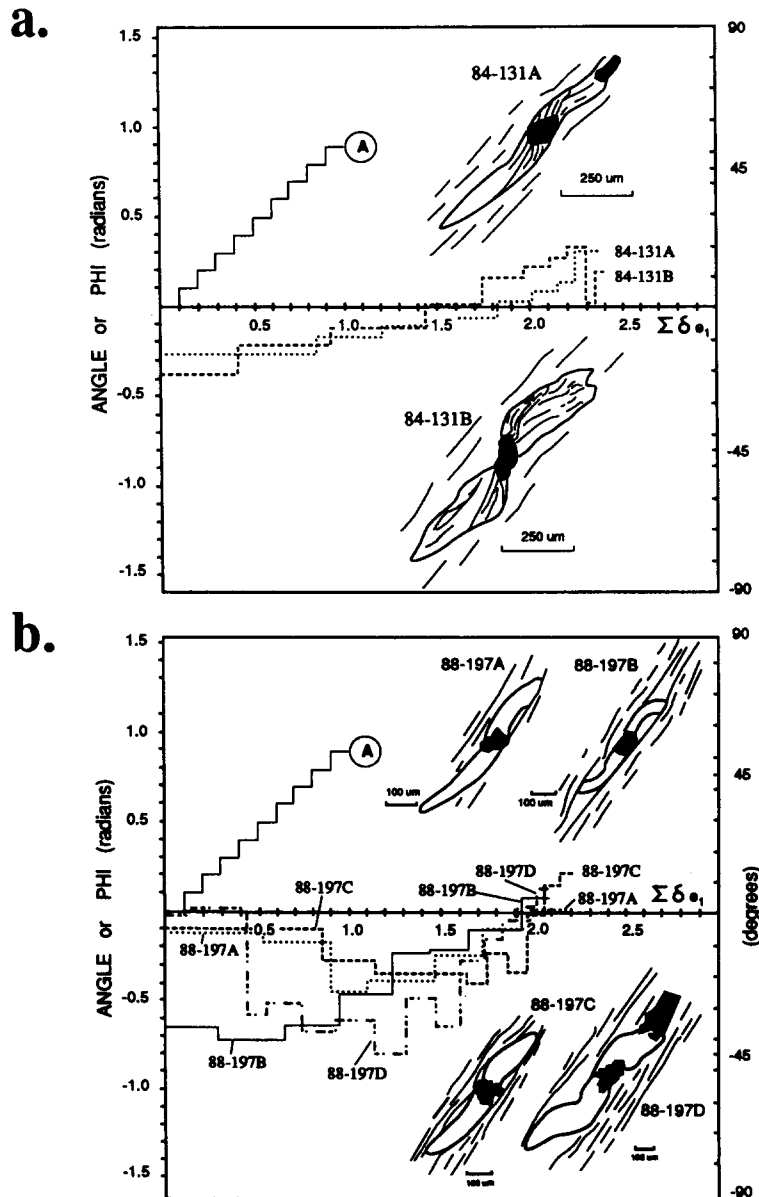 a.
1.5
1.0
0.5
-0.5
-1.0
-1.5
ANGLE or PHI (radians)
A
84-131A
250 um
84-131A
84-131B
0.5
1.0
2.0
2.5
Σ δ e₁
84-131B
250 um
90
45
-45
-90
b.
1.5
1.0
0.5
-0.5
-1.0
-1.5
ANGLE or PHI (radians)
A
88-197A
88-197B
100 um
100 um
88-197D
88-197C
88-197B
88-197A
88-197C
88-197A
0.5
1.0
1.5
2.0
2.5
Σ δ e₁
88-197B
88-197D
88-197C
88-197D
100 um
100 um
90
45
(degrees)
-45
-90